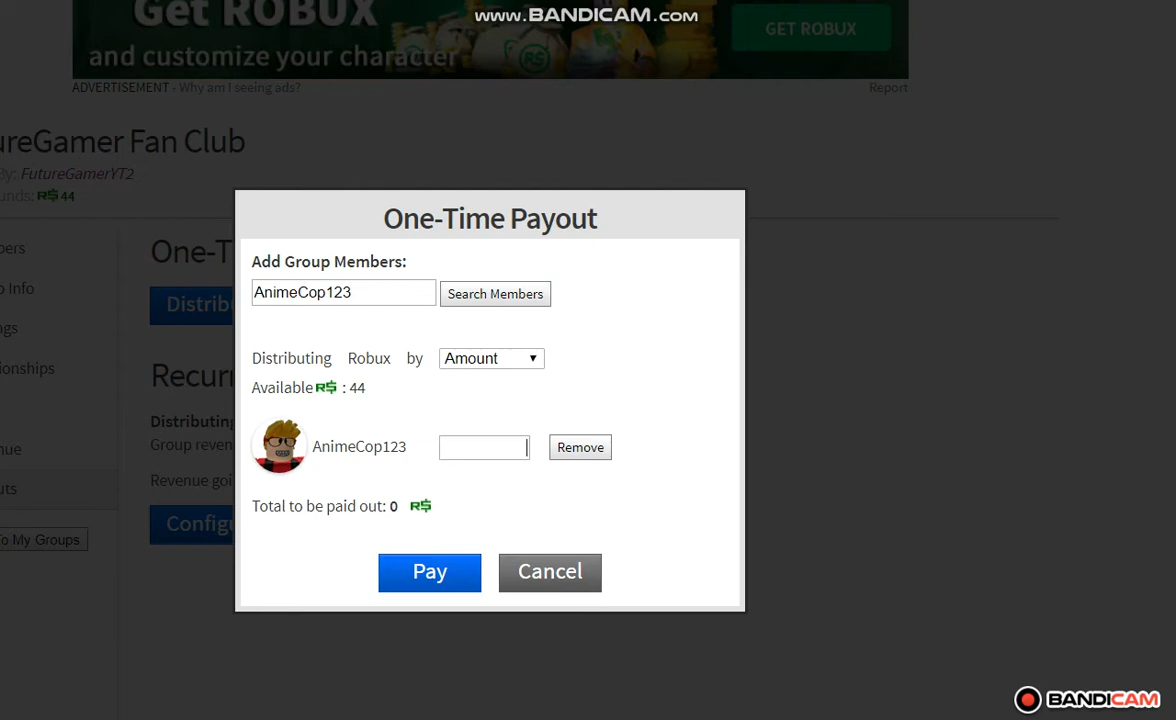 www.BANDICAM.com
Get ROBUX
and customize your character
GET ROBUX
ADVERTISEMENT - Why am I seeing ads?
Report
ureGamer Fan Club
By: FutureGamerYT2
unds: R$ 44
bers
o Info
ags
ionships
nue
uts
To My Groups
One-T
Distrib
Recurr
Distributing
Group reven
Revenue goi
Configu
One-Time Payout
Add Group Members:
AnimeCop123
Search Members
Distributing Robux by
Amount
Available R$ : 44
AnimeCop123
Remove
Total to be paid out: 0 R$
Pay
Cancel
BANDICAM